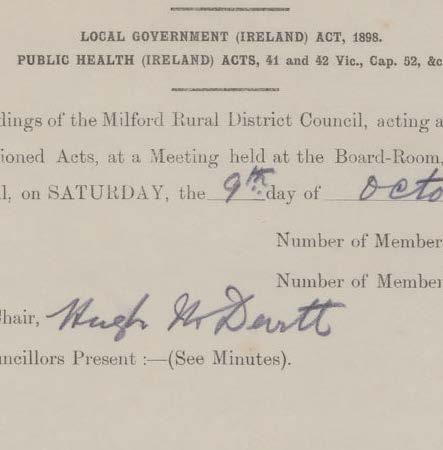 LOCAL GOVERNMENT (IRELAND) ACT, 1898.
PUBLIC HEALTH (IRELAND) ACTS, 41 and 42 Vic., Cap. 52, &c
dings of the Milford Rural District Council, acting a
tioned Acts, at a Meeting held at the Board-Room,
l, on SATURDAY, the 9th day of Octo
Number of Member
Number of Member
Chair, Hugh McDevitt
uncillors Present :—(See Minutes).